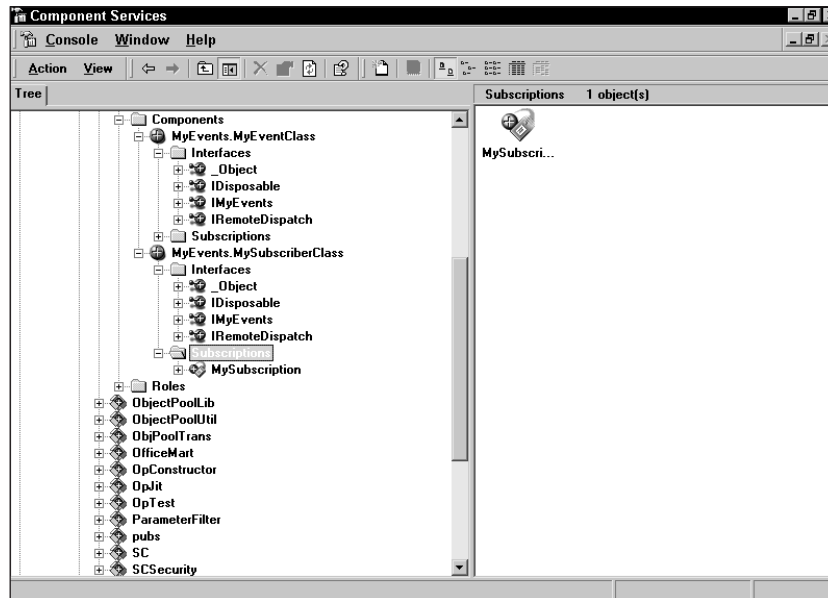 Component Services
Console Window Help
Action View
Tree
Subscriptions 1 object(s)
Components
MyEvents.MyEventClass
Interfaces
_Object
IDisposable
IMyEvents
IRemoteDispatch
Subscriptions
MyEvents.MySubscriberClass
Interfaces
_Object
IDisposable
IMyEvents
IRemoteDispatch
Subscriptions
MySubscription
Roles
ObjectPoolLib
ObjectPoolUtil
ObjPoolTrans
OfficeMart
OpConstructor
OpJit
OpTest
ParameterFilter
pubs
SC
SCSecurity
MySubscri...